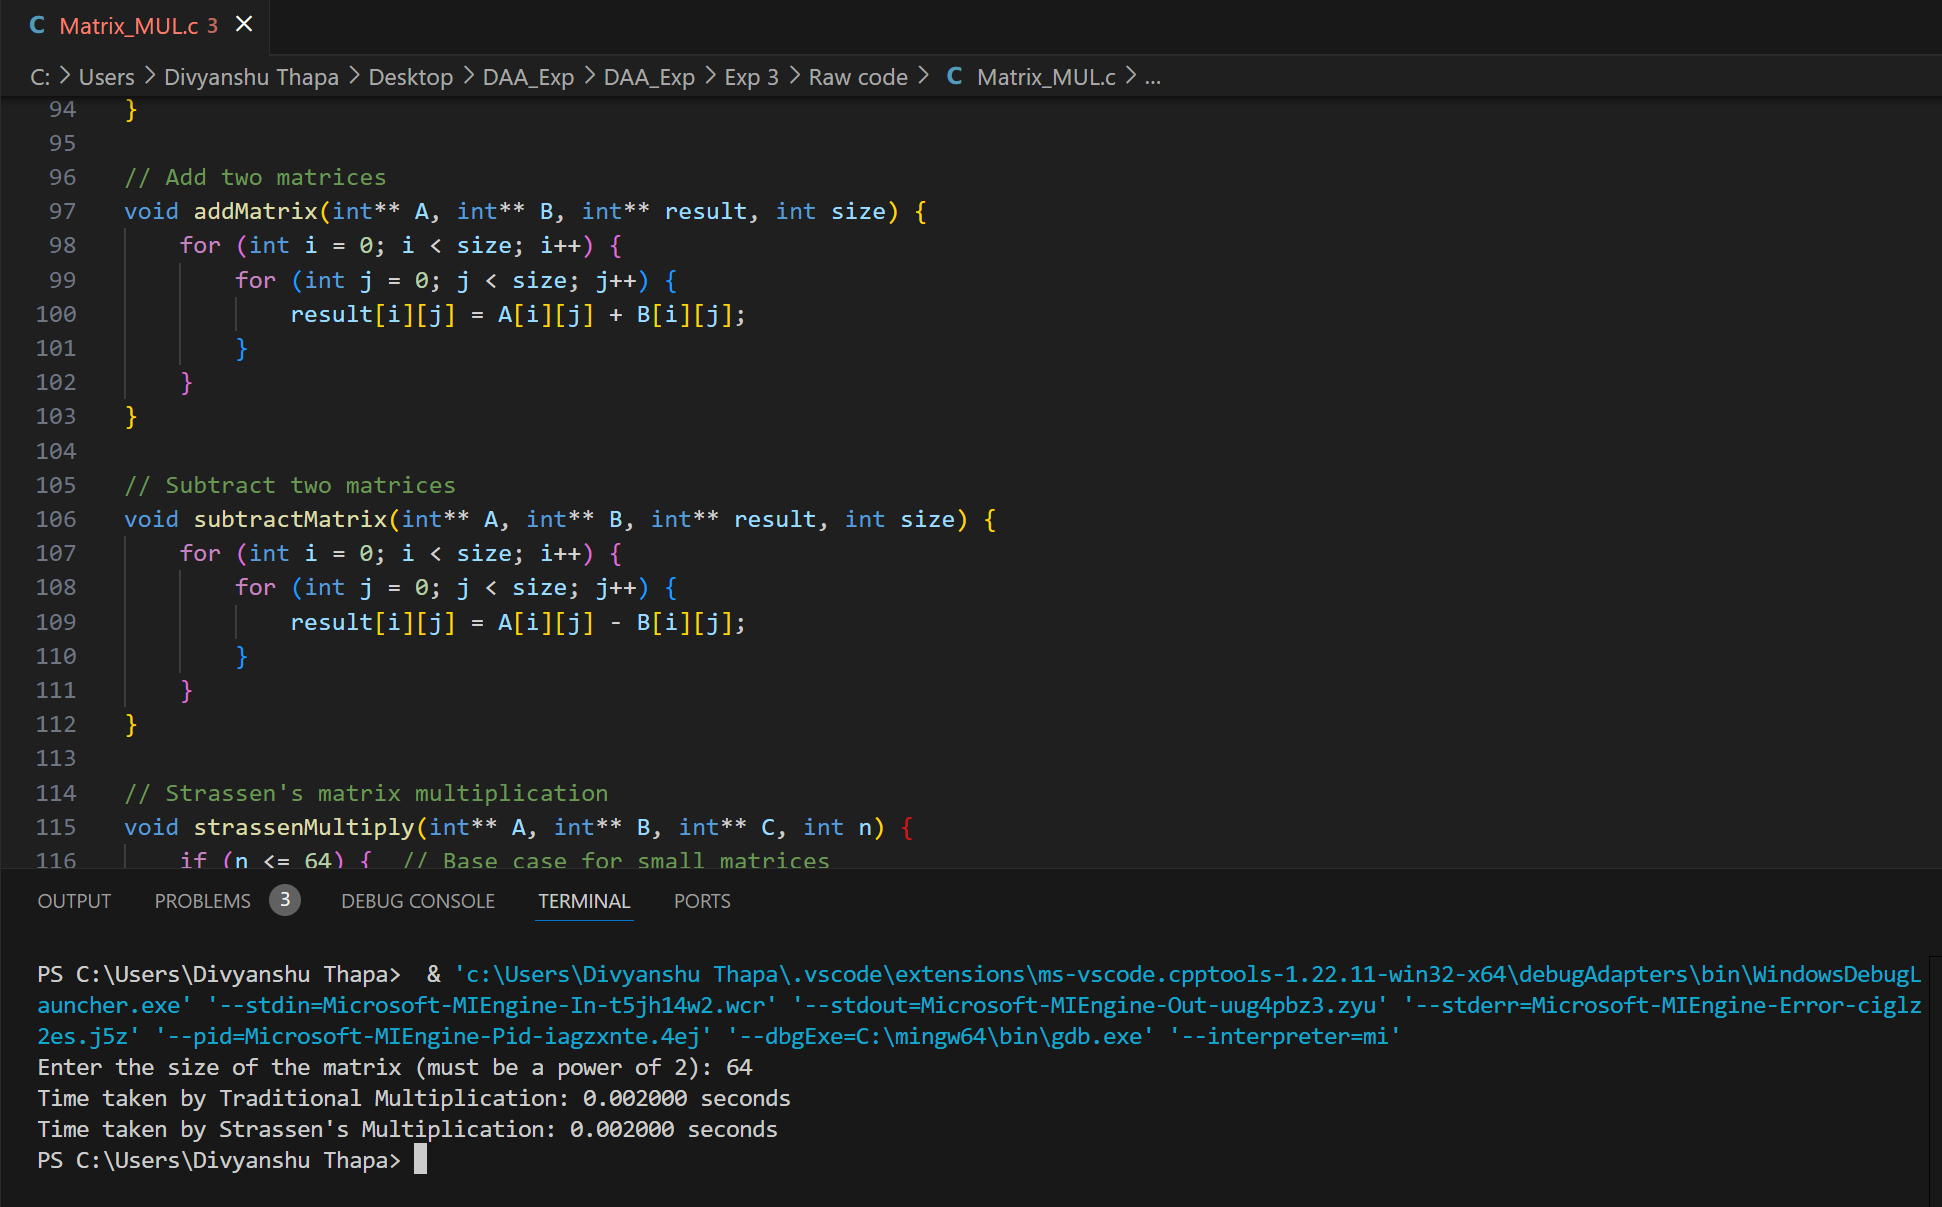 C Matrix_MUL.c 3 ×
C: > Users > Divyanshu Thapa > Desktop > DAA_Exp > DAA_Exp > Exp 3 > Raw code > C Matrix_MUL.c > ...
94 }
95
96 // Add two matrices
97 void addMatrix(int** A, int** B, int** result, int size) {
98     for (int i = 0; i < size; i++) {
99         for (int j = 0; j < size; j++) {
100             result[i][j] = A[i][j] + B[i][j];
101         }
102     }
103 }
104
105 // Subtract two matrices
106 void subtractMatrix(int** A, int** B, int** result, int size) {
107     for (int i = 0; i < size; i++) {
108         for (int j = 0; j < size; j++) {
109             result[i][j] = A[i][j] - B[i][j];
110         }
111     }
112 }
113
114 // Strassen's matrix multiplication
115 void strassenMultiply(int** A, int** B, int** C, int n) {
116     if (n <= 64) {  // Base case for small matrices
OUTPUT PROBLEMS 3 DEBUG CONSOLE TERMINAL PORTS
PS C:\Users\Divyanshu Thapa>  & 'c:\Users\Divyanshu Thapa\.vscode\extensions\ms-vscode.cpptools-1.22.11-win32-x64\debugAdapters\bin\WindowsDebugL
auncher.exe' '--stdin=Microsoft-MIEngine-In-t5jh14w2.wcr' '--stdout=Microsoft-MIEngine-Out-uug4pbz3.zyu' '--stderr=Microsoft-MIEngine-Error-ciglz
2es.j5z' '--pid=Microsoft-MIEngine-Pid-iagzxnte.4ej' '--dbgExe=C:\mingw64\bin\gdb.exe' '--interpreter=mi'
Enter the size of the matrix (must be a power of 2): 64
Time taken by Traditional Multiplication: 0.002000 seconds
Time taken by Strassen's Multiplication: 0.002000 seconds
PS C:\Users\Divyanshu Thapa>